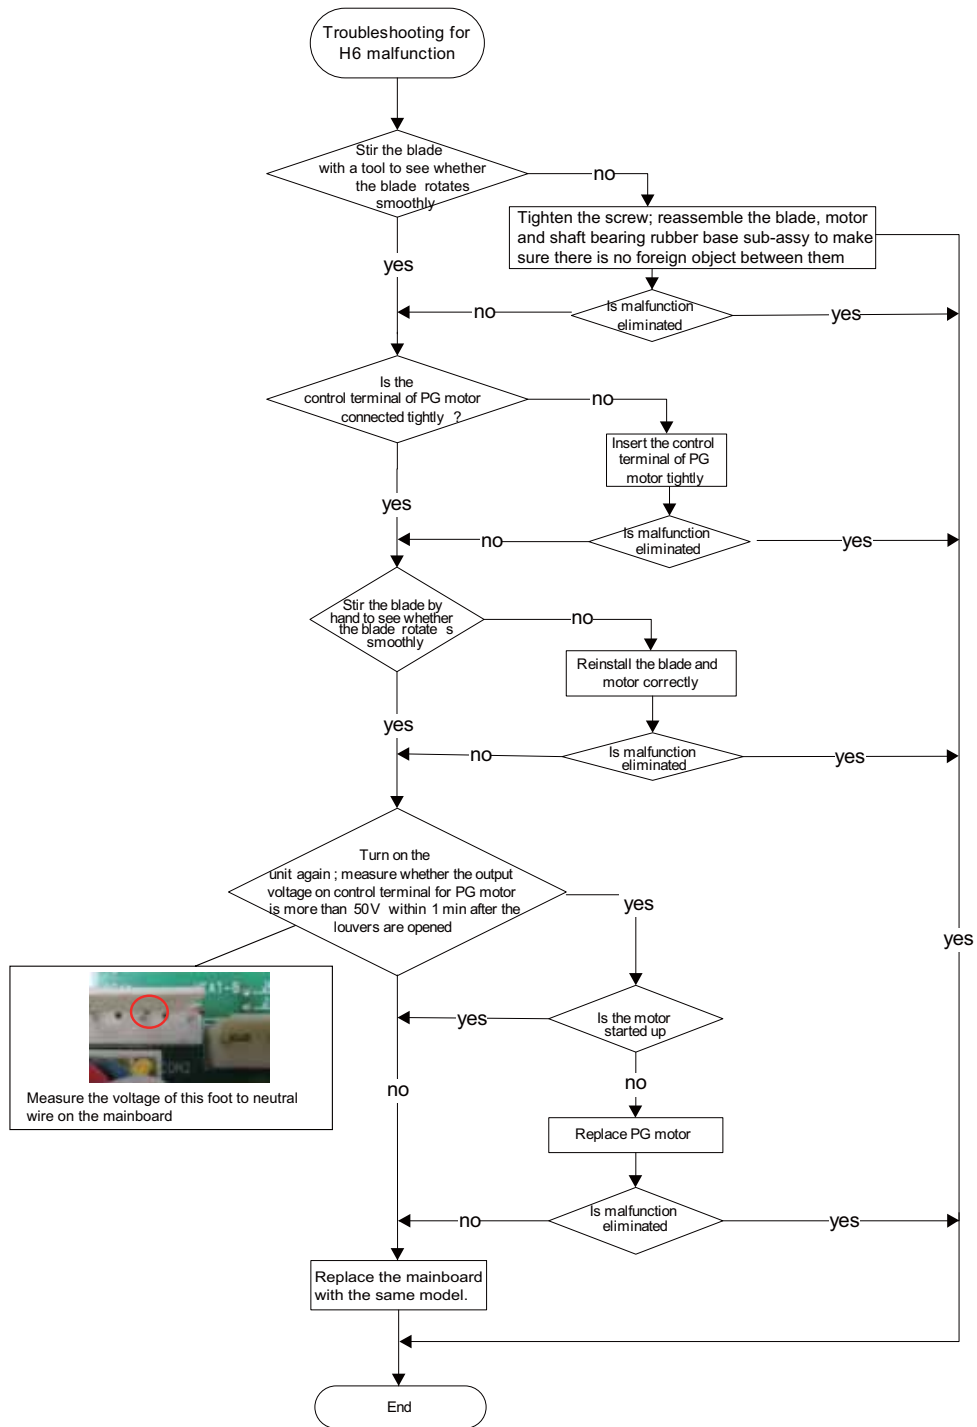 Troubleshooting for
H6 malfunction
Stir the blade
with a tool to see whether
the blade rotates
smoothly
no
Tighten the screw; reassemble the blade, motor
and shaft bearing rubber base sub-assy to make
sure there is no foreign object between them
yes
Is malfunction
eliminated
no
yes
Is the
control terminal of PG motor
connected tightly ?
no
Insert the control
terminal of PG
motor tightly
yes
Is malfunction
eliminated
no
yes
Stir the blade by
hand to see whether
the blade rotate s
smoothly
no
Reinstall the blade and
motor correctly
yes
Is malfunction
eliminated
no
yes
Turn on the
unit again ; measure whether the output
voltage on control terminal for PG motor
is more than 50V within 1 min after the
louvers are opened
yes
yes
Measure the voltage of this foot to neutral
wire on the mainboard
Is the motor
started up
yes
no
no
Replace PG motor
Is malfunction
eliminated
no
yes
Replace the mainboard
with the same model.
End